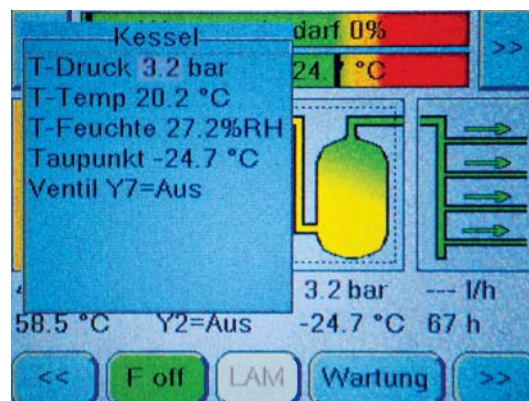 darf 0%
>>
24. °C
Kessel
T-Druck 3.2 bar
T-Temp 20.2 °C
T-Feuchte 27.2%RH
Taupunkt -24.7 °C
Ventil Y7=Aus
3.2 bar --- l/h
58.5 °C Y2=Aus -24.7 °C 67 h
<< F off LAM Wartung >>